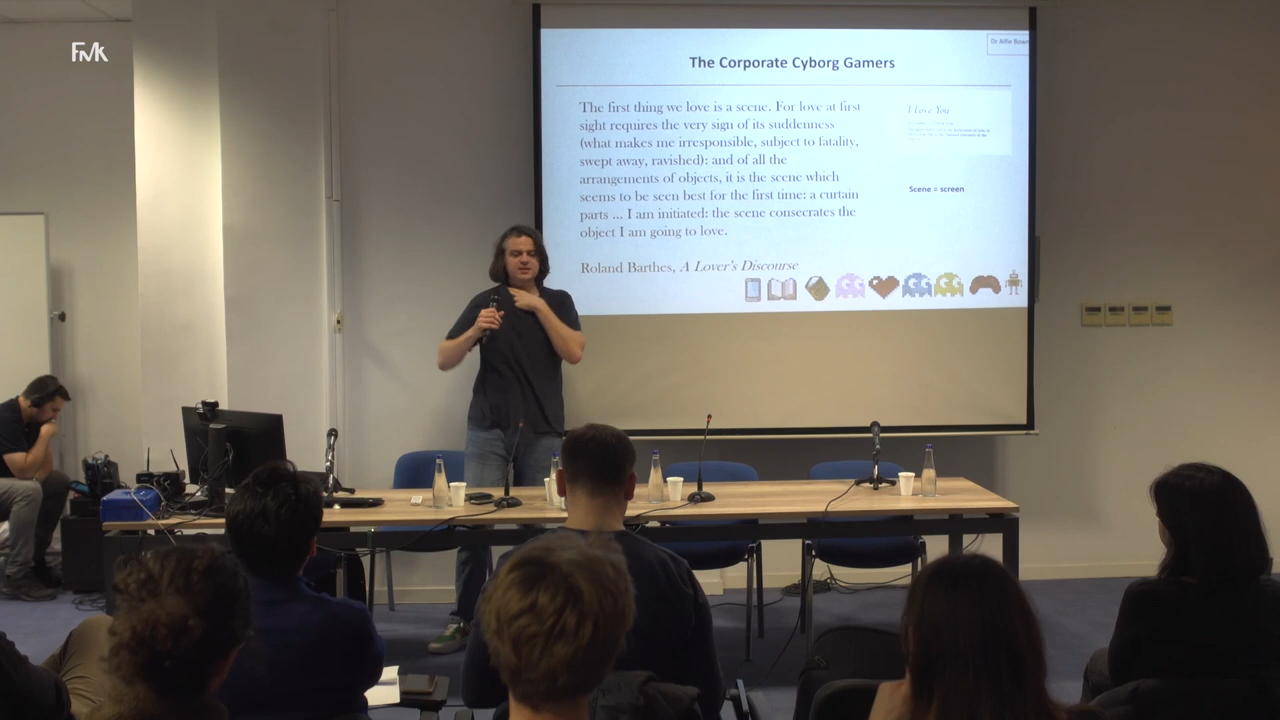 FMK
Dr Alfie Bown
The Corporate Cyborg Gamers
The first thing we love is a scene. For love at first
sight requires the very sign of its suddenness
(what makes me irresponsible, subject to fatality,
swept away, ravished): and of all the
arrangements of objects, it is the scene which
seems to be seen best for the first time: a curtain
parts ... I am initiated: the scene consecrates the
object I am going to love.
Roland Barthes, A Lover's Discourse
I Love You
Scene = screen